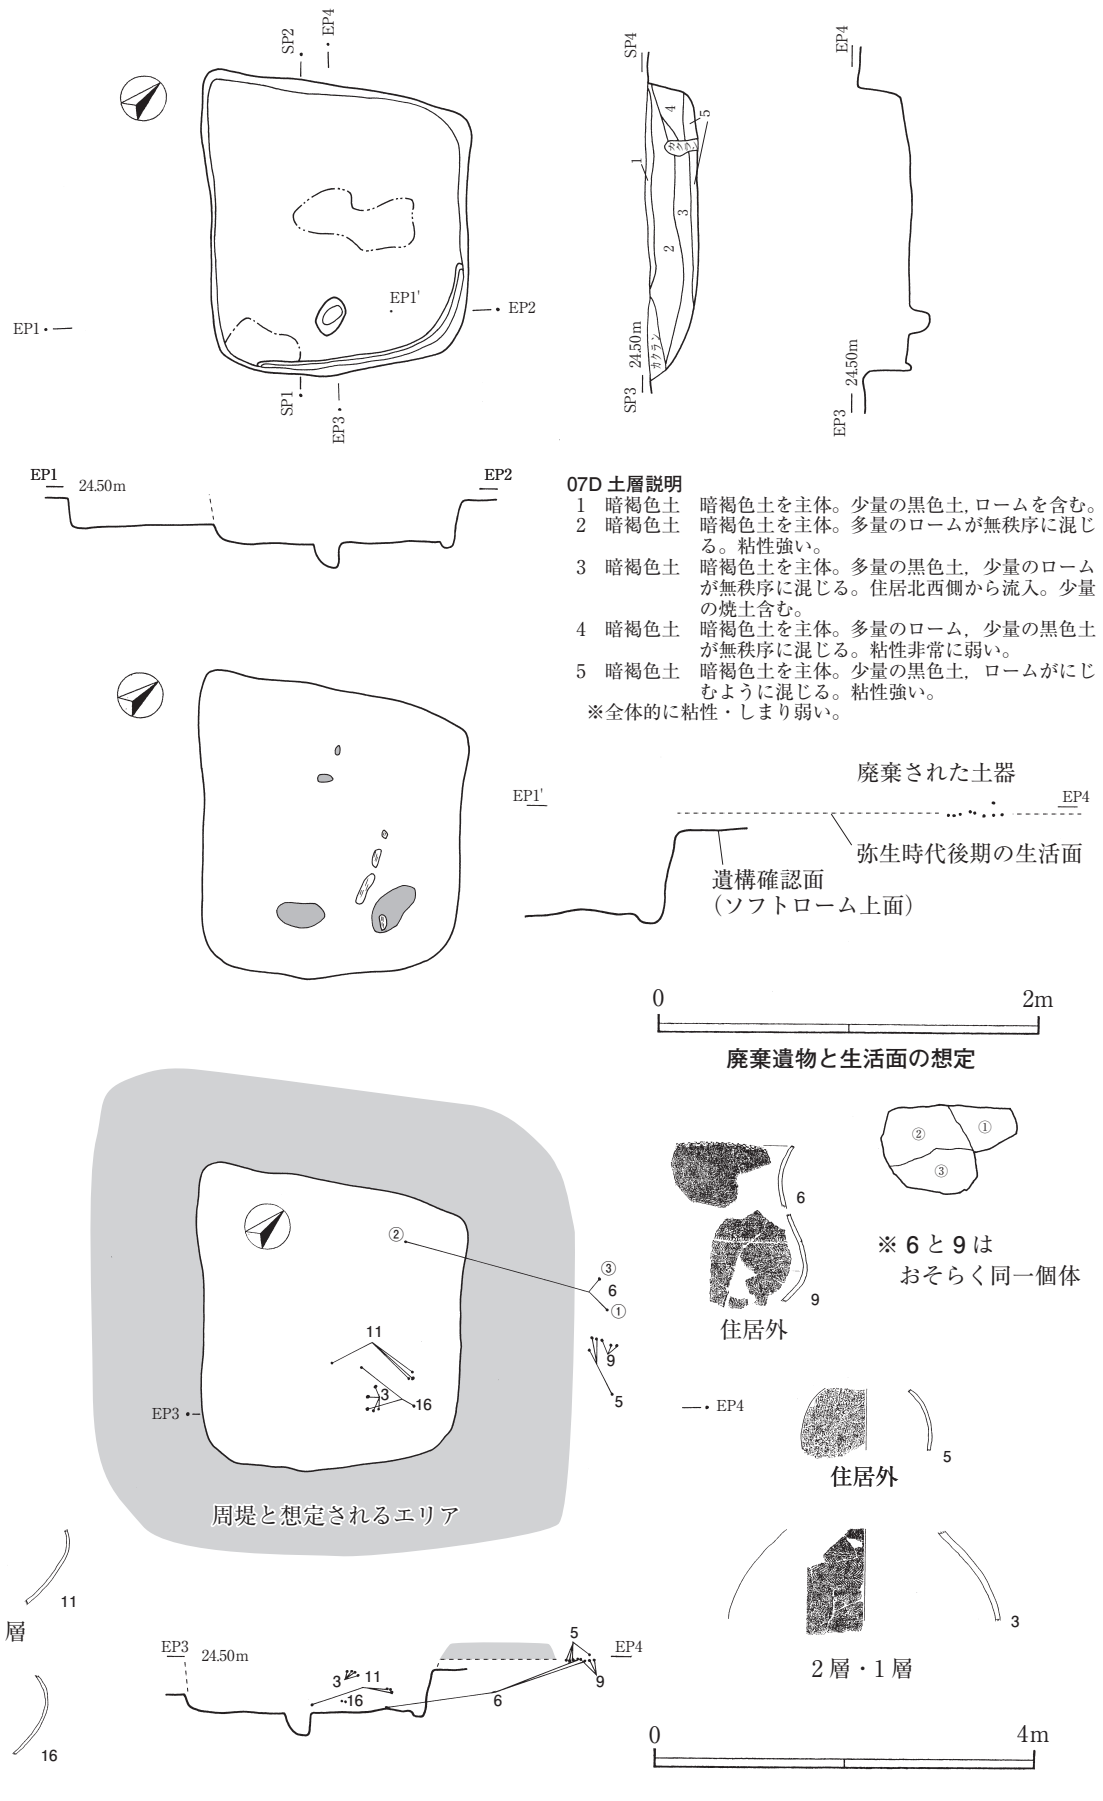 SP2
EP4
EP1
EP1'
EP2
SP1
EP3
SP4
4
5
カクラン
1
3
2
24.50m
カクラン
SP3
EP4
24.50m
EP3
EP1
24.50m
EP2
07D 土層説明
1 暗褐色土 暗褐色土を主体。少量の黒色土,ロームを含む。
2 暗褐色土 暗褐色土を主体。多量のロームが無秩序に混じ
る。粘性強い。
3 暗褐色土 暗褐色土を主体。多量の黒色土，少量のローム
が無秩序に混じる。住居北西側から流入。少量
の焼土含む。
4 暗褐色土 暗褐色土を主体。多量のローム，少量の黒色土
が無秩序に混じる。粘性非常に弱い。
5 暗褐色土 暗褐色土を主体。少量の黒色土，ロームがにじ
むように混じる。粘性強い。
※全体的に粘性・しまり弱い。
廃棄された土器
EP1'
EP4
弥生時代後期の生活面
遺構確認面
（ソフトローム上面）
0 2m
廃棄遺物と生活面の想定
②
③
6
①
11
9
3
16
5
EP3
EP4
周堤と想定されるエリア
6
9
住居外
②
①
③
※ 6 と 9 は
おそらく同一個体
5
住居外
3
2層・1層
11
層
16
EP3
24.50m
5
EP4
3
11
16
6
9
0 4m